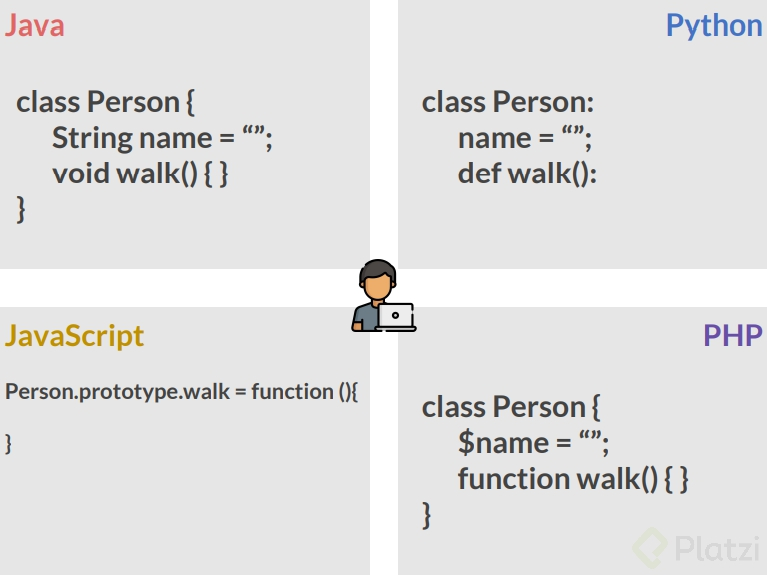 Java
class Person {
String name = “”;
void walk() { }
}
Python
class Person:
name = “”;
def walk():
JavaScript
Person.prototype.walk = function (){
}
PHP
class Person {
$name = “”;
function walk() { }
}
Platzi